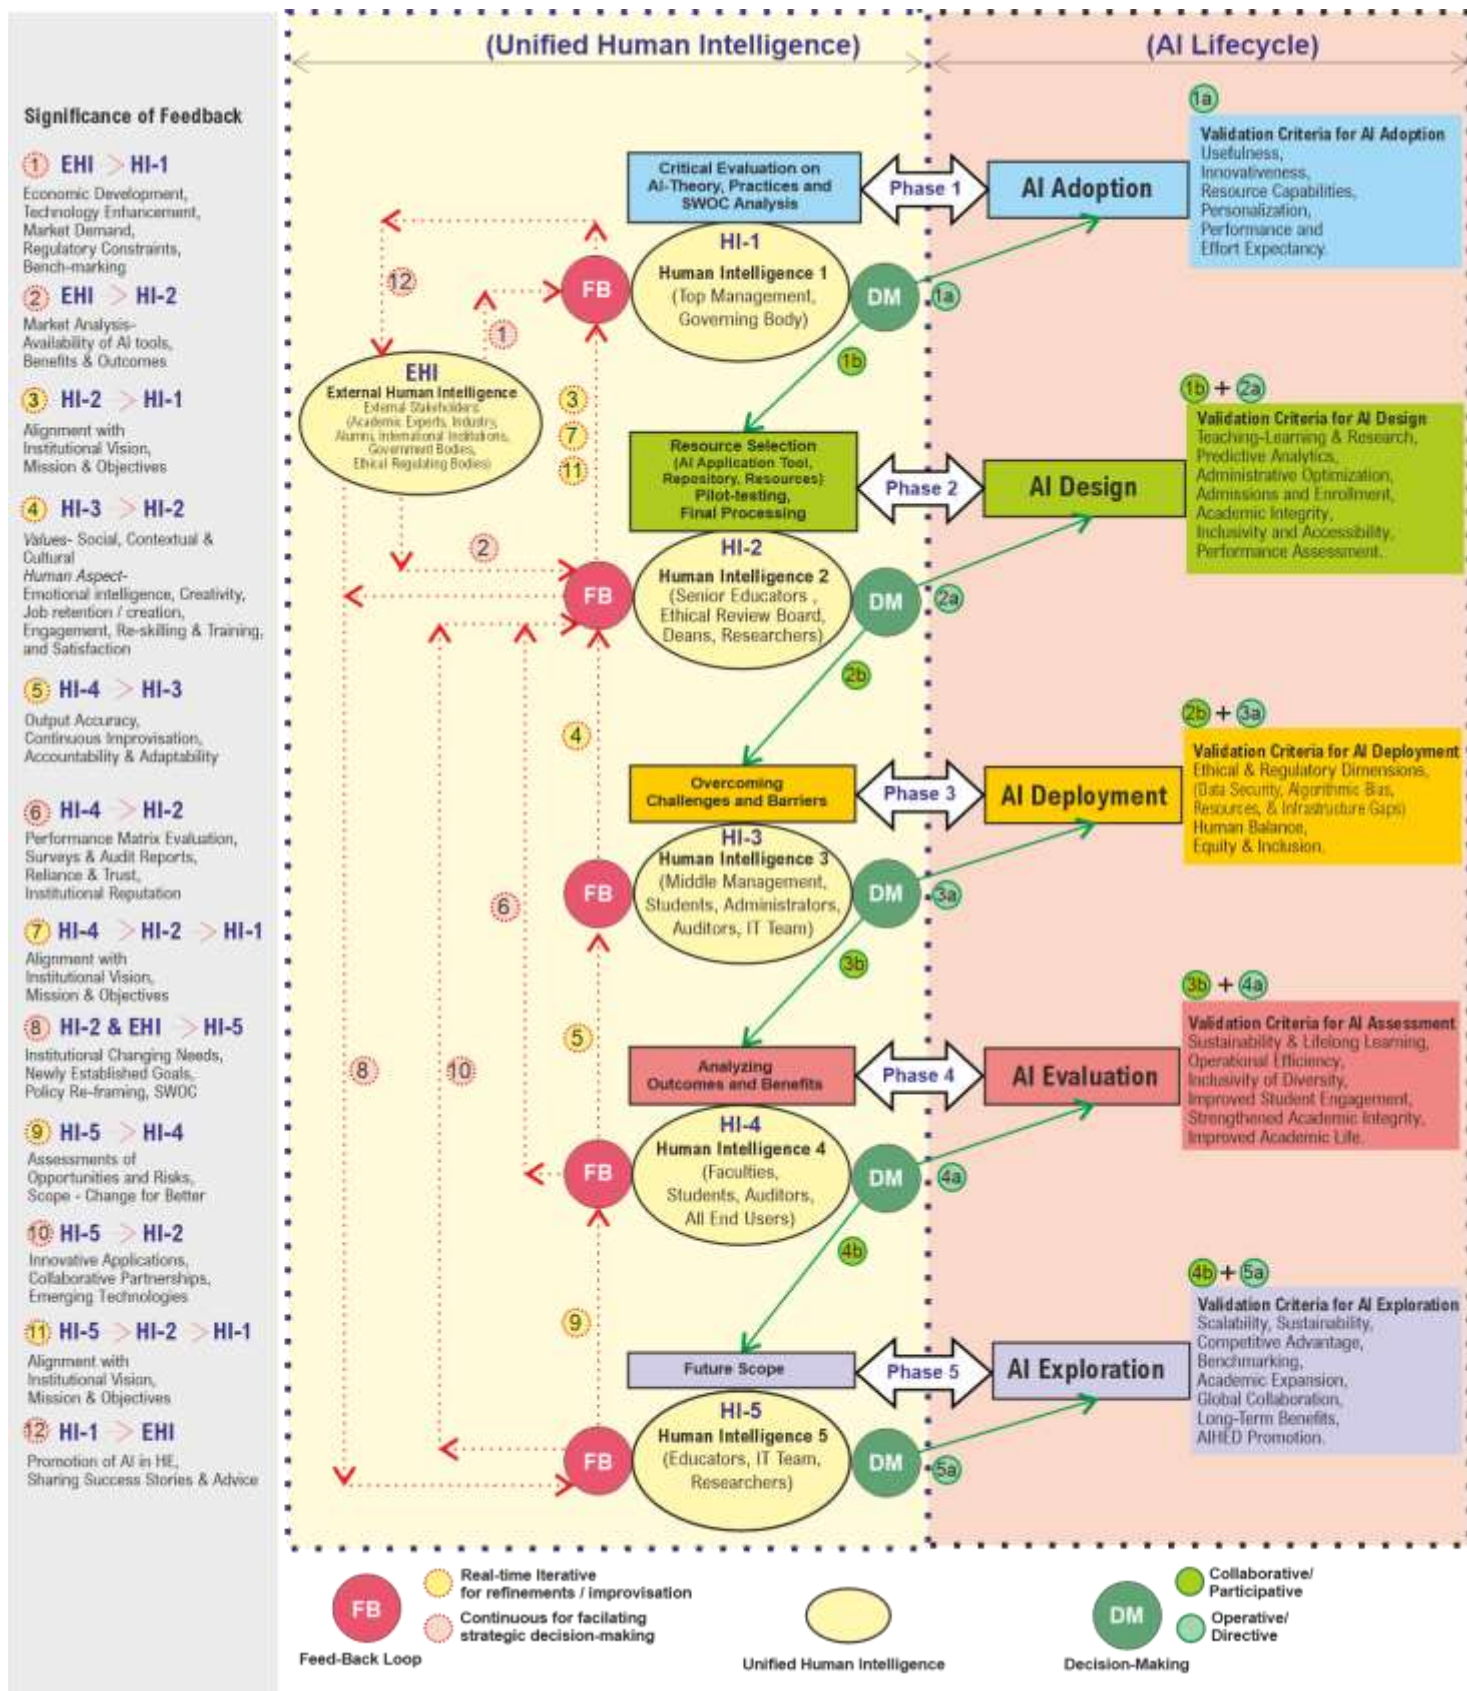 (Unified Human Intelligence)
(AI Lifecycle)
Significance of Feedback
1 EHI > HI-1
Economic Development,
Technology Enhancement,
Market Demand,
Regulatory Constraints,
Bench-marking
2 EHI > HI-2
Market Analysis-
Availability of AI tools,
Benefits & Outcomes
3 HI-2 > HI-1
Alignment with
Institutional Vision,
Mission & Objectives
4 HI-3 > HI-2
Values- Social, Contextual &
Cultural
Human Aspect-
Emotional intelligence, Creativity,
Job retention / creation,
Engagement, Re-skilling & Training,
and Satisfaction
5 HI-4 > HI-3
Output Accuracy,
Continuous Improvisation,
Accountability & Adaptability
6 HI-4 > HI-2
Performance Matrix Evaluation,
Surveys & Audit Reports,
Reliance & Trust,
Institutional Reputation
7 HI-4 > HI-2 > HI-1
Alignment with
Institutional Vision,
Mission & Objectives
8 HI-2 & EHI > HI-5
Institutional Changing Needs,
Newly Established Goals,
Policy Re-framing, SWOC
9 HI-5 > HI-4
Assessments of
Opportunities and Risks,
Scope - Change for Better
10 HI-5 > HI-2
Innovative Applications,
Collaborative Partnerships,
Emerging Technologies
11 HI-5 > HI-2 > HI-1
Alignment with
Institutional Vision,
Mission & Objectives
12 HI-1 > EHI
Promotion of AI in HE,
Sharing Success Stories & Advice
Critical Evaluation on
AI-Theory, Practices and
SWOC Analysis
Phase 1
AI Adoption
1a
Validation Criteria for AI Adoption
Usefulness,
Innovativeness,
Resource Capabilities,
Personalization,
Performance and
Effort Expectancy.
HI-1
Human Intelligence 1
(Top Management,
Governing Body)
FB
DM
1a
1b
12
1
EHI
External Human Intelligence
External Stakeholders
(Academic Experts, Industry,
Alumni, International Institutions,
Government Bodies,
Ethical Regulating Bodies)
3
7
11
2
Resource Selection
(AI Application Tool,
Repository, Resources)
Pilot-testing,
Final Processing
Phase 2
AI Design
1b + 2a
Validation Criteria for AI Design
Teaching-Learning & Research,
Predictive Analytics,
Administrative Optimization,
Admissions and Enrollment,
Academic Integrity,
Inclusivity and Accessibility,
Performance Assessment.
HI-2
Human Intelligence 2
(Senior Educators ,
Ethical Review Board,
Deans, Researchers)
FB
DM
2a
2b
4
Overcoming
Challenges and Barriers
Phase 3
AI Deployment
2b + 3a
Validation Criteria for AI Deployment
Ethical & Regulatory Dimensions,
(Data Security, Algorithmic Bias,
Resources, & Infrastructure Gaps)
Human Balance,
Equity & Inclusion.
HI-3
Human Intelligence 3
(Middle Management,
Students, Administrators,
Auditors, IT Team)
FB
DM
3a
3b
6
5
8
10
Analyzing
Outcomes and Benefits
Phase 4
AI Evaluation
3b + 4a
Validation Criteria for AI Assessment
Sustainability & Lifelong Learning,
Operational Efficiency,
Inclusivity of Diversity,
Improved Student Engagement,
Strengthened Academic Integrity,
Improved Academic Life.
HI-4
Human Intelligence 4
(Faculties,
Students, Auditors,
All End Users)
FB
DM
4a
4b
9
Future Scope
Phase 5
AI Exploration
4b + 5a
Validation Criteria for AI Exploration
Scalability, Sustainability,
Competitive Advantage,
Benchmarking,
Academic Expansion,
Global Collaboration,
Long-Term Benefits,
AIHED Promotion.
HI-5
Human Intelligence 5
(Educators, IT Team,
Researchers)
FB
DM
5a
FB
Feed-Back Loop
Real-time Iterative
for refinements / improvisation
Continuous for facilating
strategic decision-making
Unified Human Intelligence
DM
Decision-Making
Collaborative/
Participative
Operative/
Directive